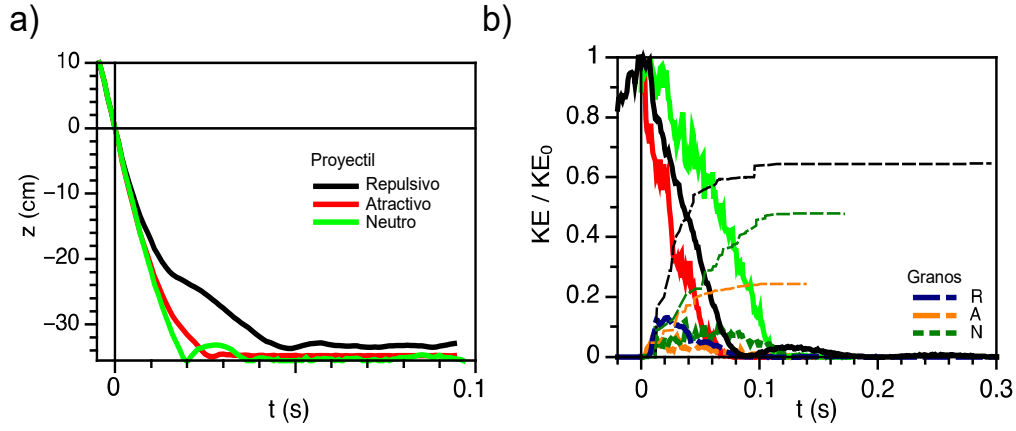 a)
z (cm)
10
0
−10
−20
−30
Proyectil
Repulsivo
Atractivo
Neutro
0
0.1
t (s)
b)
KE / KE0
1
0.8
0.6
0.4
0.2
0
Granos
R
A
N
0
0.1
0.2
0.3
t (s)